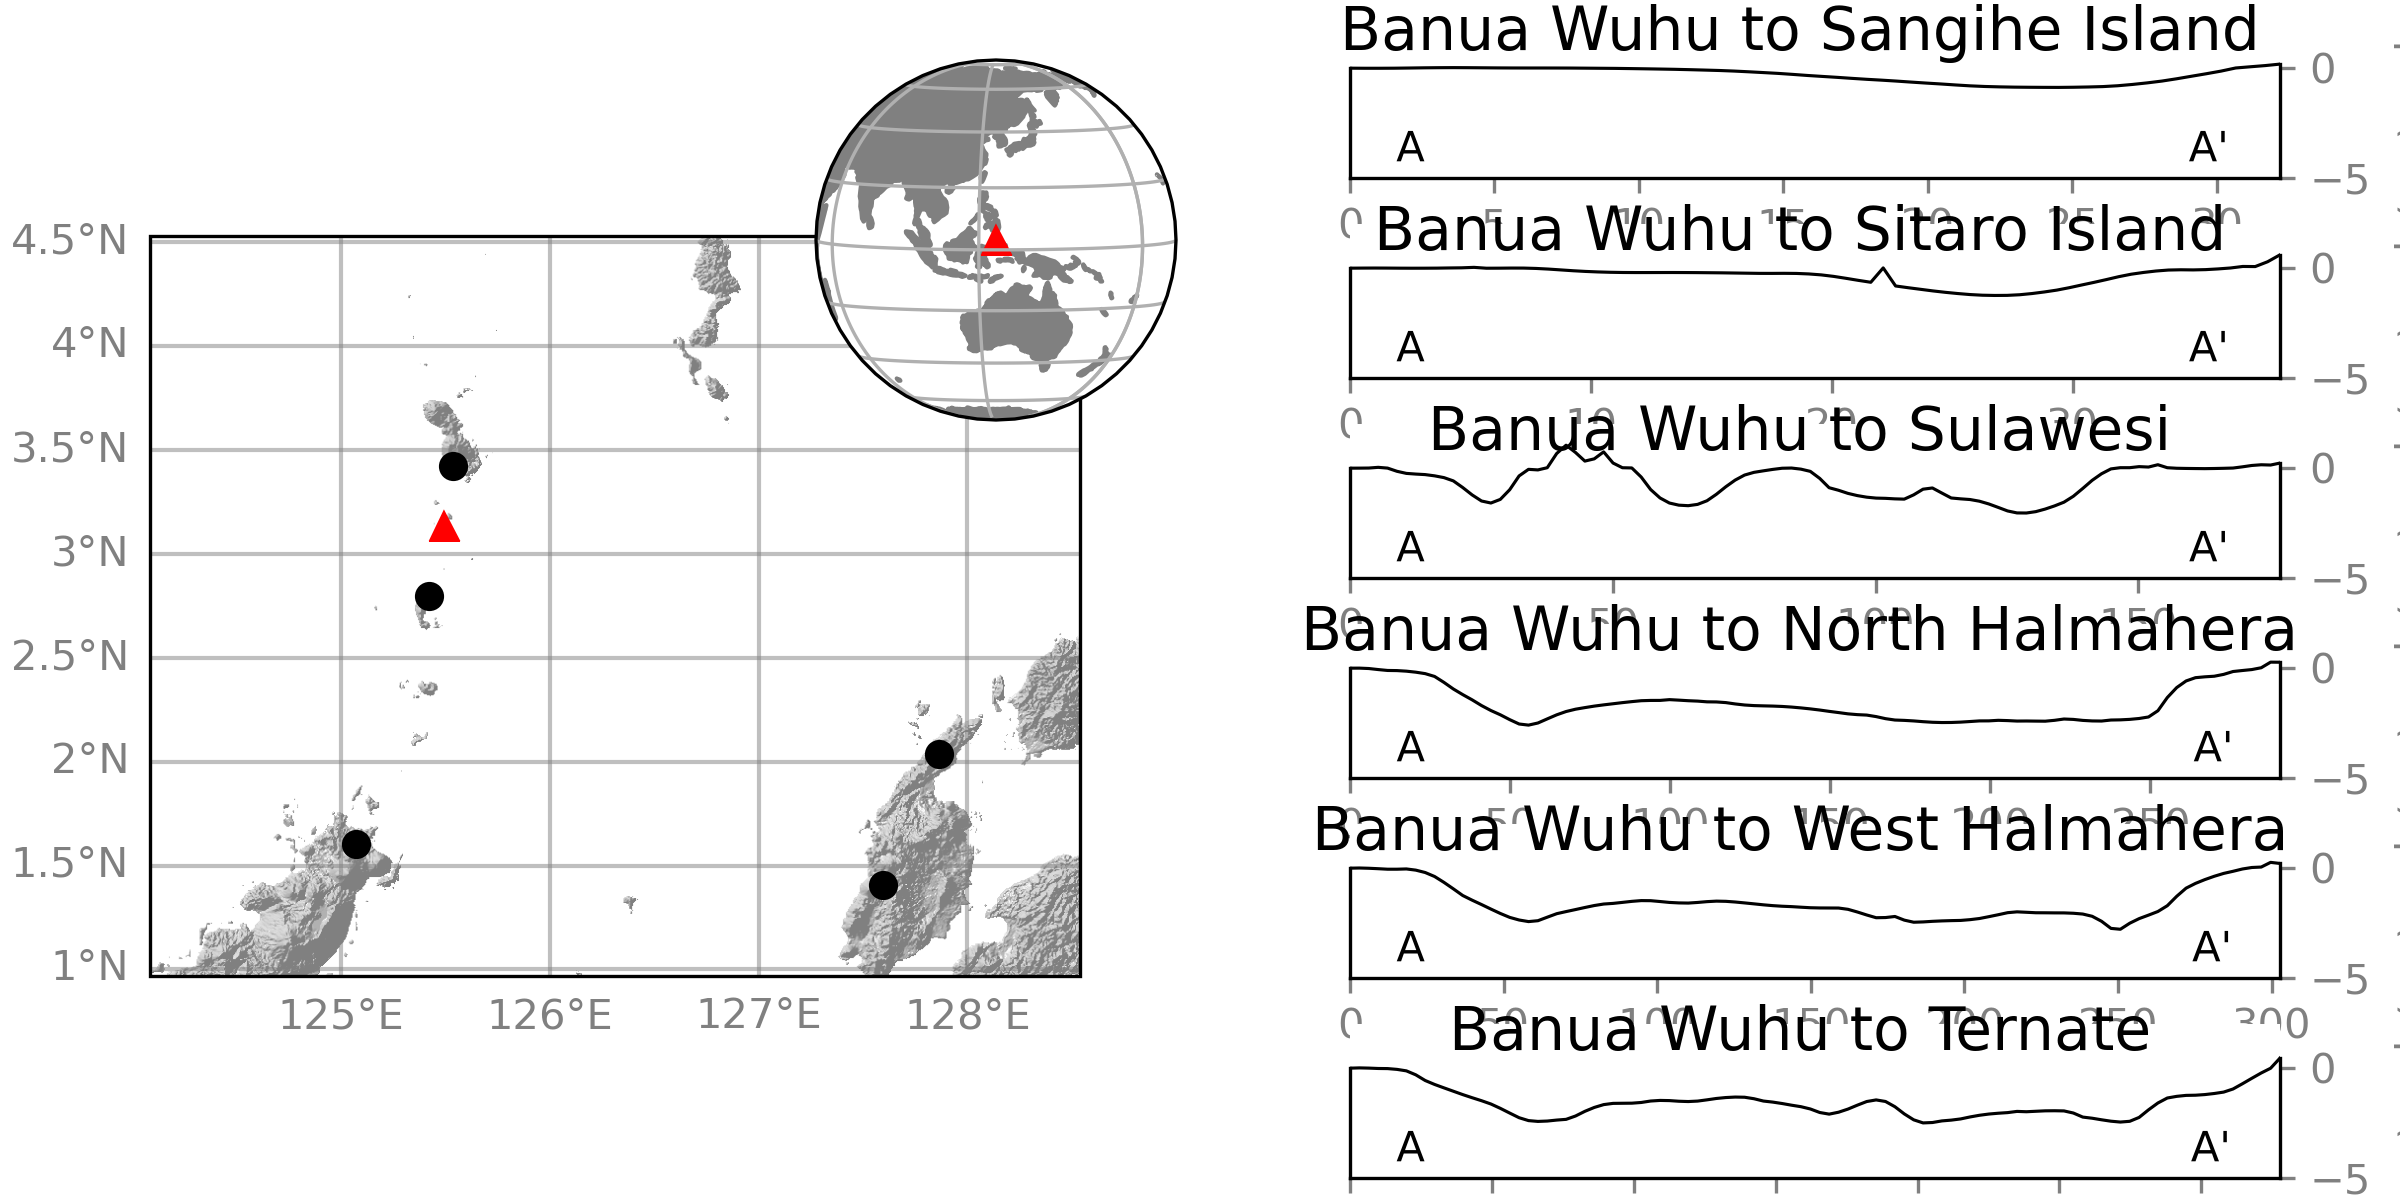 4.5°N
4°N
3.5°N
3°N
2.5°N
2°N
1.5°N
1°N
125°E 126°E 127°E 128°E
Banua Wuhu to Sangihe Island
0
A A'
−5
0 5 10 15 20 25 30
Banua Wuhu to Sitaro Island
0
A A'
−5
0 10 20 30
Banua Wuhu to Sulawesi
0
A A'
−5
0 50 100 150
Banua Wuhu to North Halmahera
0
A A'
−5
0 50 100 150 200 250
Banua Wuhu to West Halmahera
0
A A'
−5
0 50 100 150 200 250 300
Banua Wuhu to Ternate
0
A A'
−5